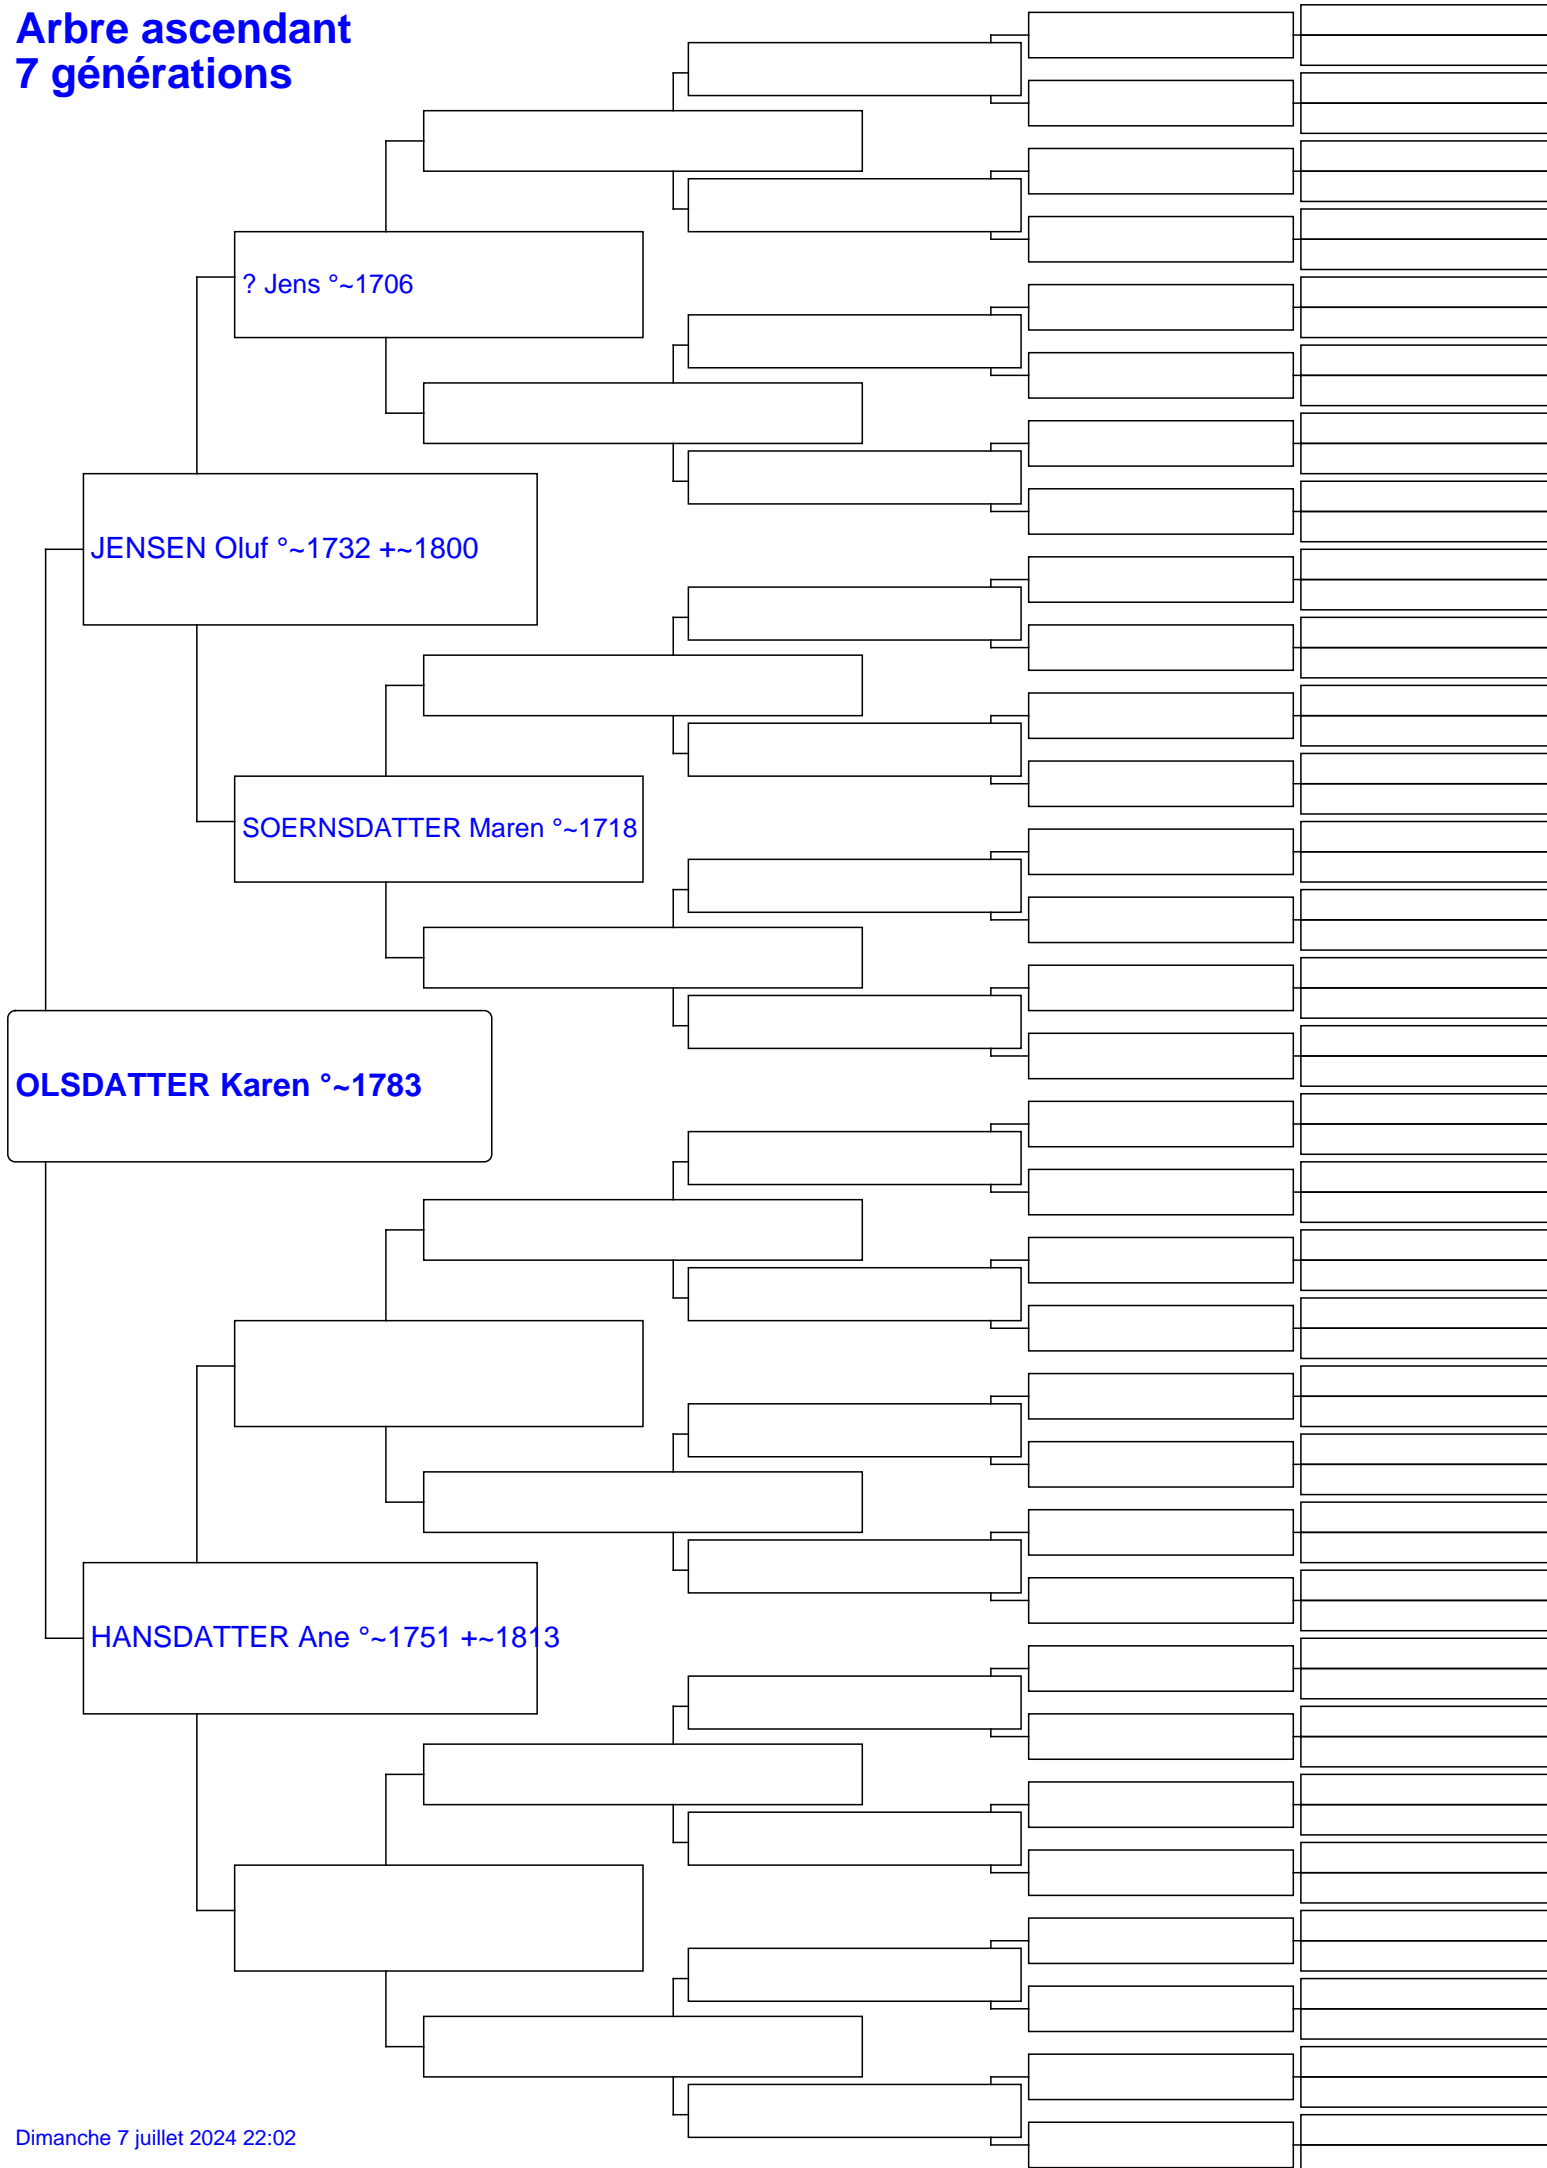 Arbre ascendant
7 générations
? Jens °~1706
JENSEN Oluf °~1732 +~1800
SOERNSDATTER Maren °~1718
OLSDATTER Karen °~1783
HANSDATTER Ane °~1751 +~1813
Dimanche 7 juillet 2024 22:02